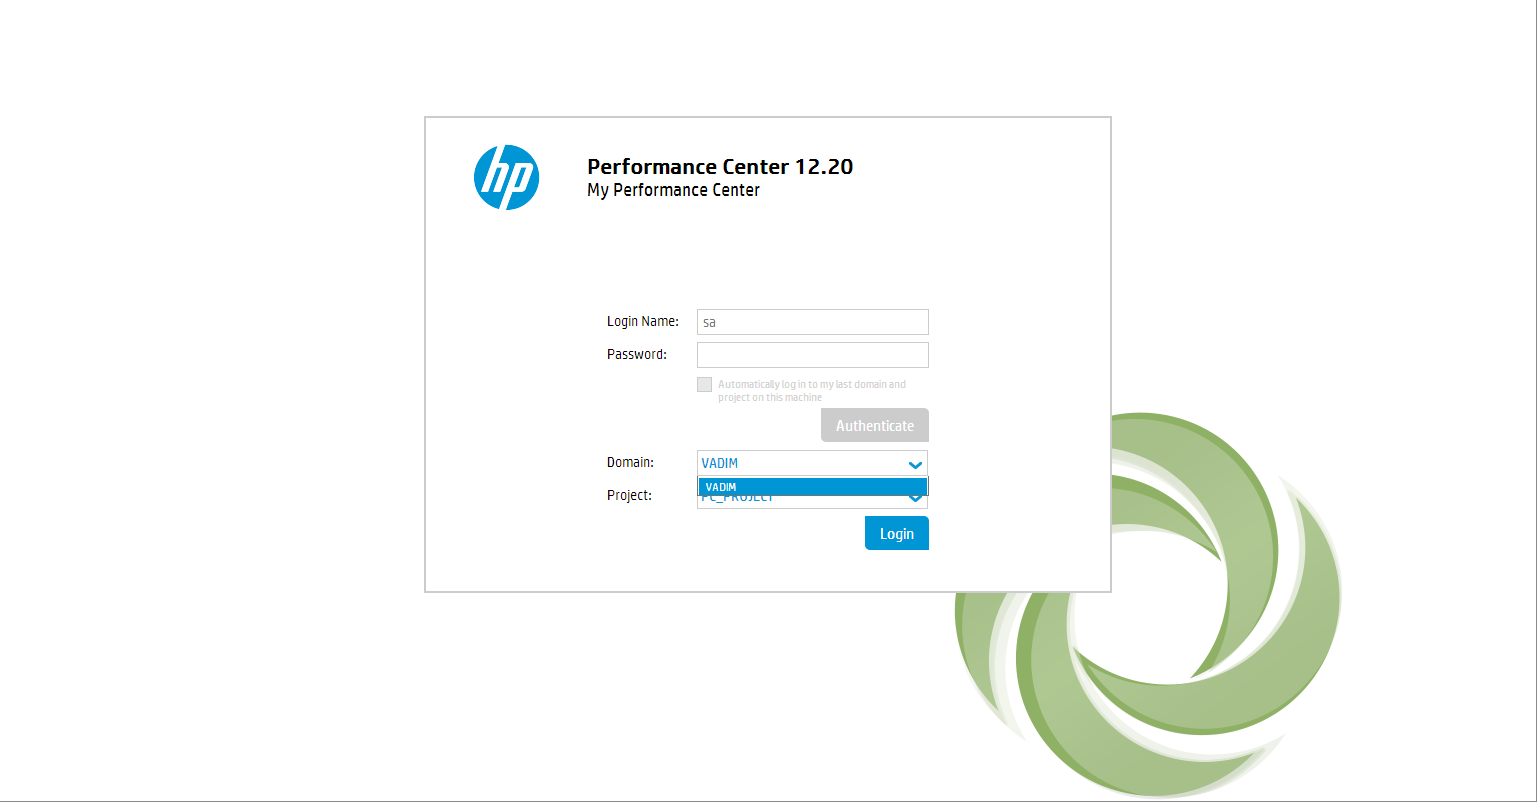 hp
Performance Center 12.20
My Performance Center
Login Name:
sa
Password:
Automatically log in to my last domain and
project on this machine
Authenticate
Domain:
VADIM
VADIM
Project:
PC_PROJECT
Login